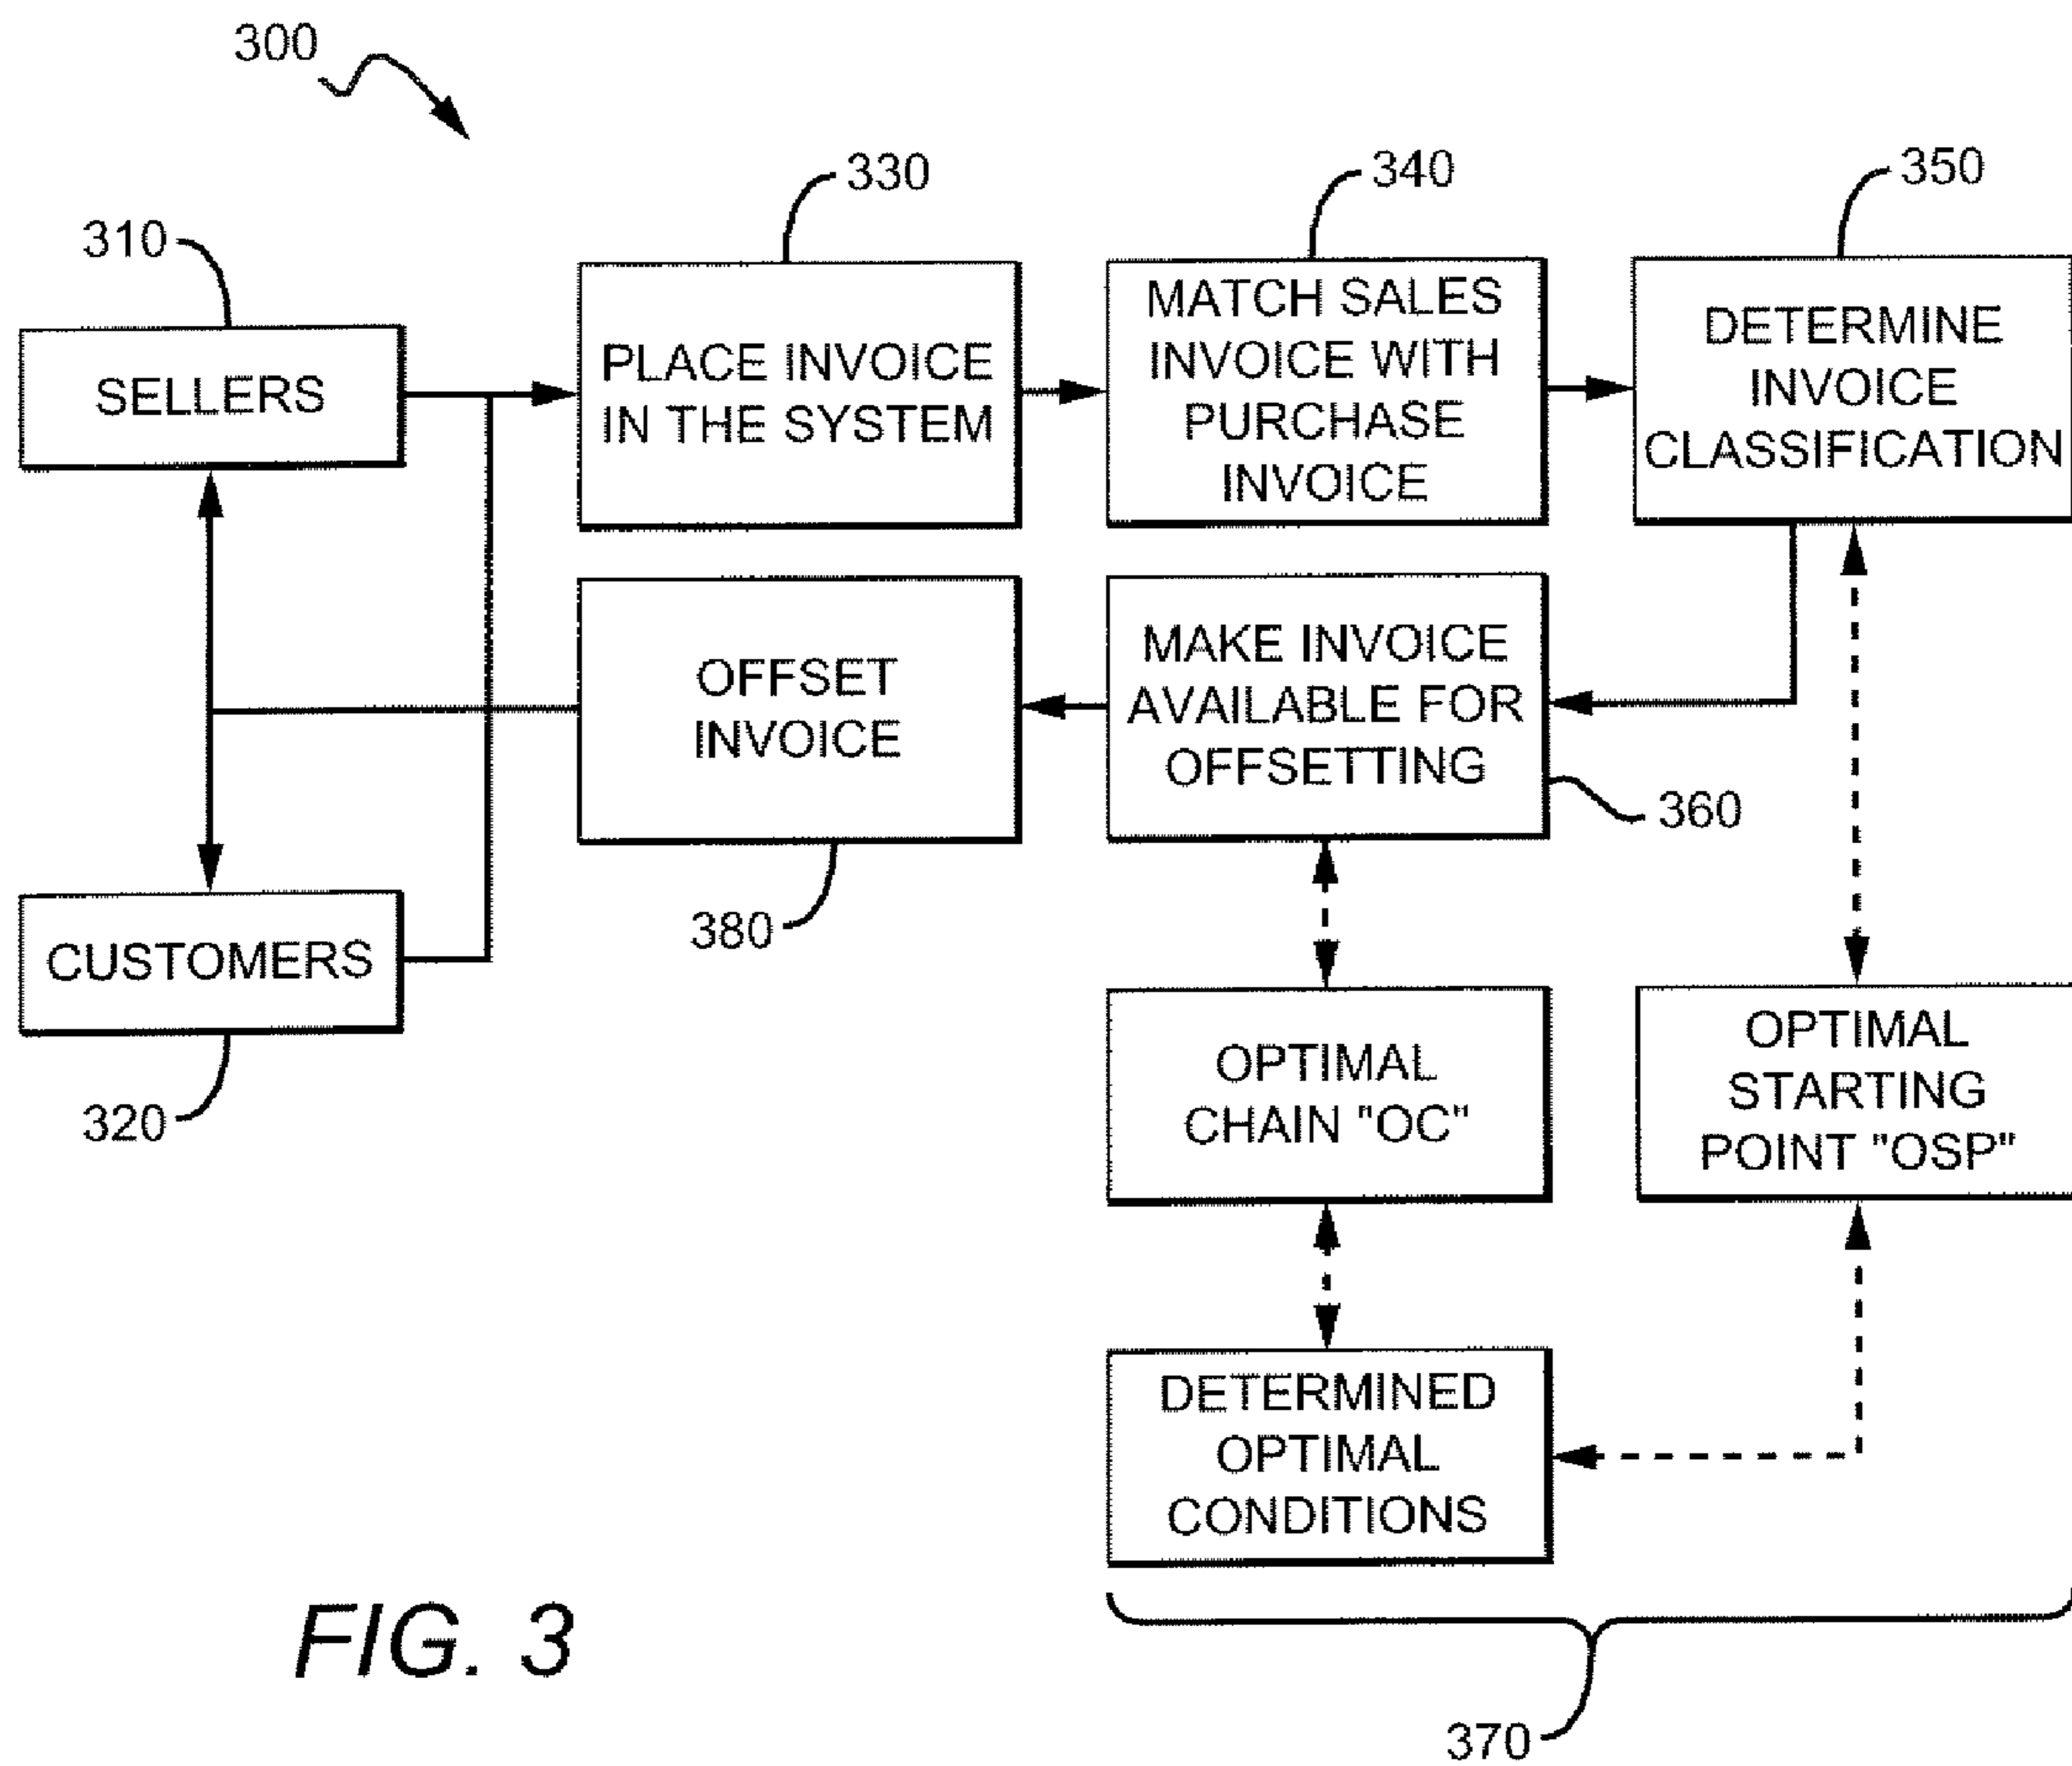 300
330
340
350
310
SELLERS
PLACE INVOICE
IN THE SYSTEM
MATCH SALES
INVOICE WITH
PURCHASE
INVOICE
DETERMINE
INVOICE
CLASSIFICATION
OFFSET
INVOICE
MAKE INVOICE
AVAILABLE FOR
OFFSETTING
360
380
CUSTOMERS
320
OPTIMAL
CHAIN "OC"
OPTIMAL
STARTING
POINT "OSP"
DETERMINED
OPTIMAL
CONDITIONS
FIG. 3
370